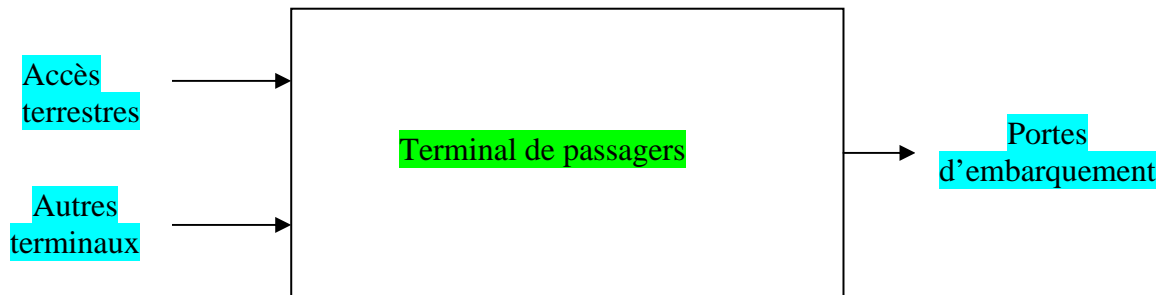 Accès
terrestres
Terminal de passagers
Portes
d’embarquement
Autres
terminaux